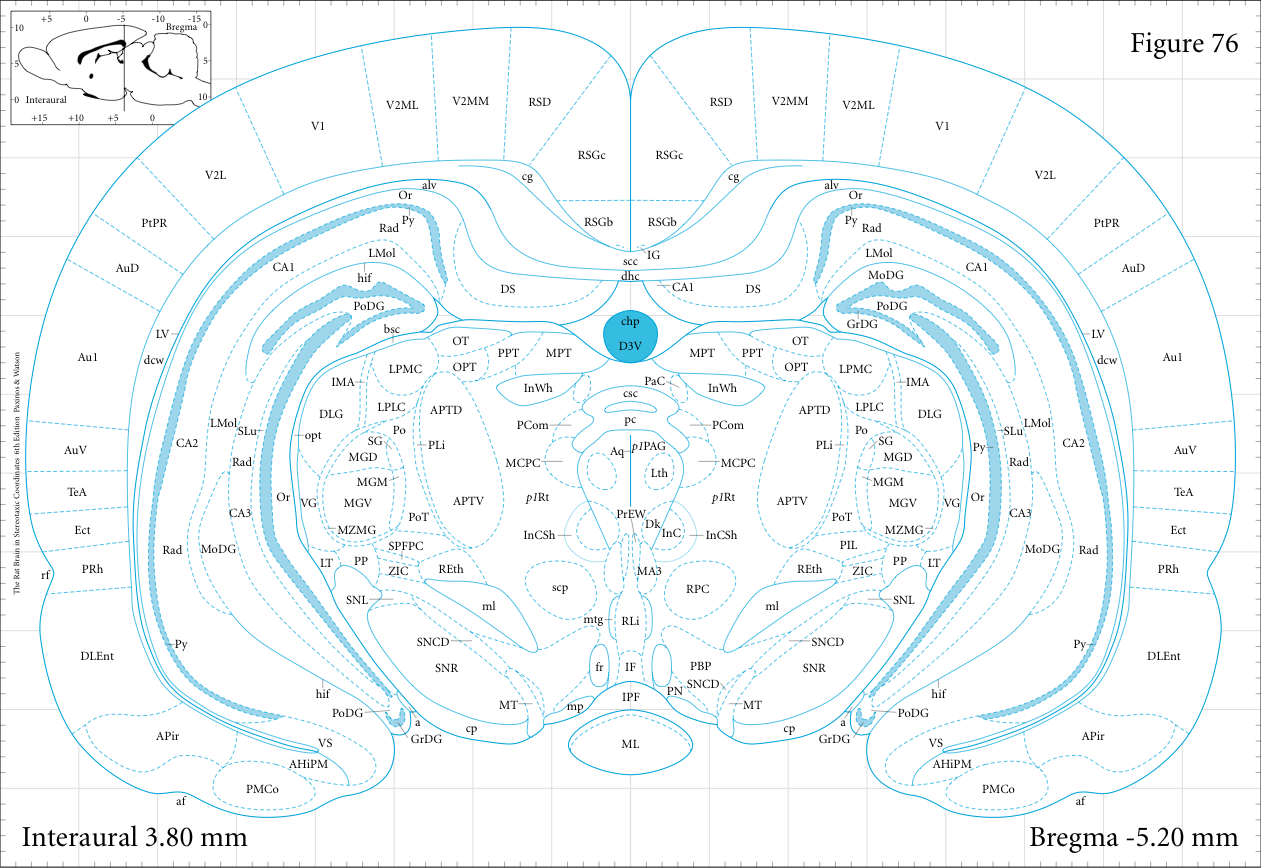 +5 0 -5 -10 -15
Bregma
10 0
5 5
0 Interaural 10
+15 +10 +5 0
Figure 76
V2ML V2MM RSD RSD V2MM V2ML
V1 V1
RSGc RSGc
V2L cg cg V2L
alv alv
Or Or
PtPR Py RSGb RSGb Py PtPR
Rad Rad
LMol IG LMol
AuD CA1 scc CA1 AuD
hif dhc MoDG
DS CA1 DS
PoDG PoDG
chp
bsc GrDG
LV D3V LV
OT OT
Au1 dcw PPT MPT MPT PPT dcw Au1
LPMC OPT OPT LPMC
IMA InWh PaC InWh IMA
csc
DLG LPLC APTD APTD LPLC DLG
LMol PCom pc PCom LMol
SLu opt Po Po SLu
CA2 SG PLi p1PAG PLi SG Py CA2
AuV Aq AuV
Rad MGD MCPC MCPC MGD Rad
Lth
TeA MGM MGM TeA
Or p1Rt p1Rt Or
VG MGV APTV APTV MGV VG
CA3 PoT PrEW PoT CA3
Ect MZMG Dk MZMG Ect
InCSh InC InCSh
MoDG SPFPC PIL MoDG
Rad Rad
LT PP PP LT
rf PRh ZIC REth MA3 REth ZIC PRh
scp RPC
SNL ml ml SNL
mtg RLi
Py SNCD SNCD Py
DLEnt DLEnt
SNR fr IF PBP SNR
SNCD
hif PN hif
IPF
PoDG MT mp MT PoDG
a a
cp cp
APir GrDG GrDG APir
VS ML VS
AHiPM AHiPM
PMCo PMCo
af af
The Rat Brain in Stereotaxic Coordinates 6th Edition Paxinos & Watson
Interaural 3.80 mm
Bregma -5.20 mm